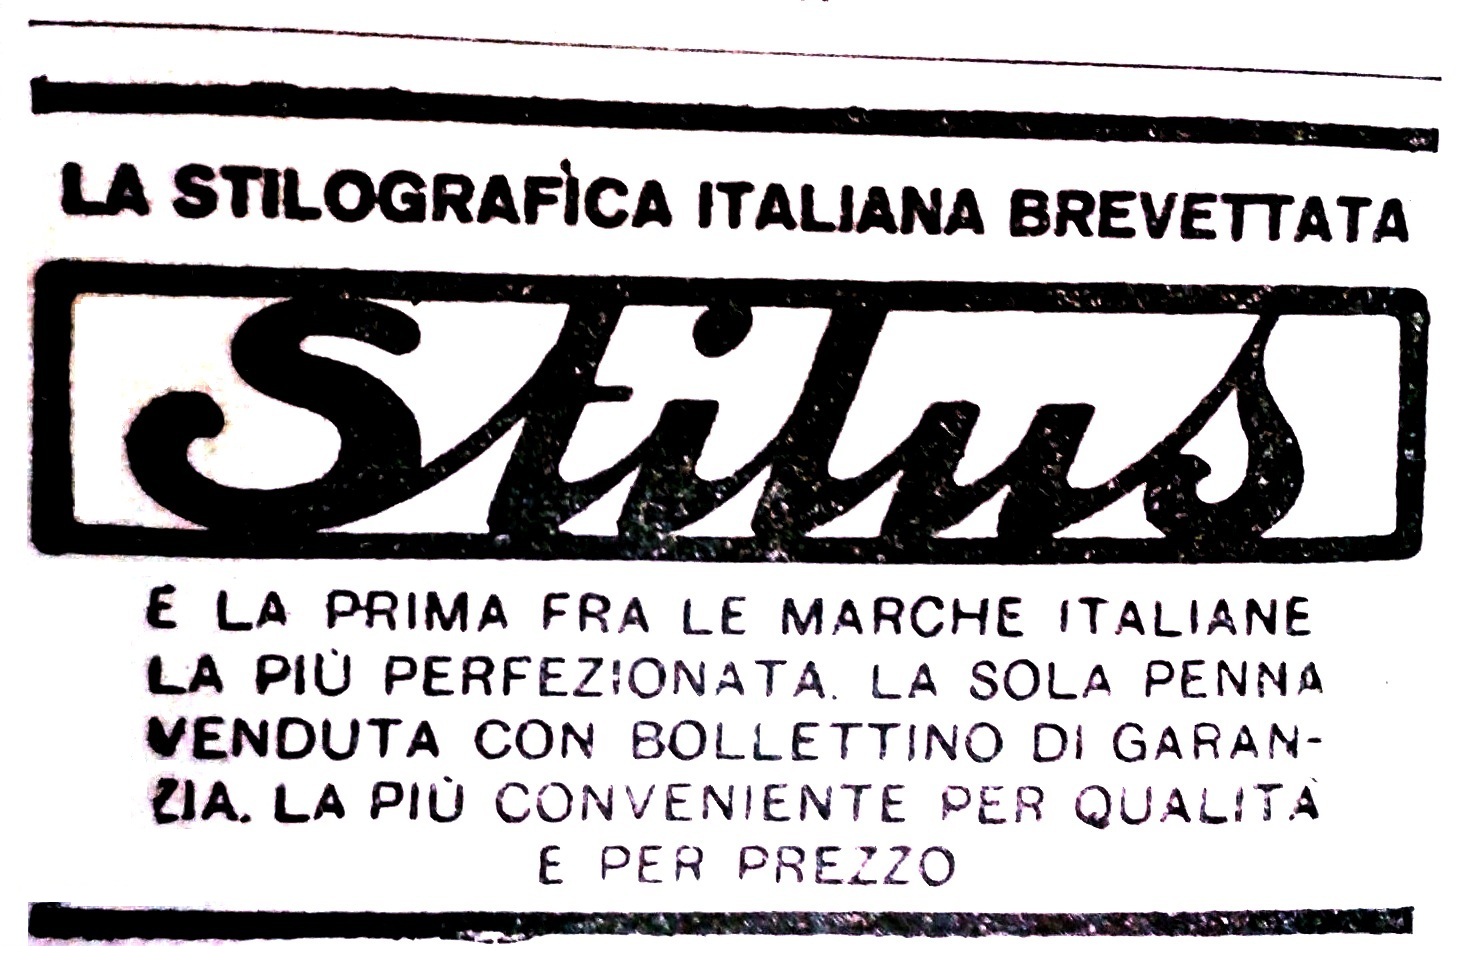 LA STILOGRAFÌCA ITALIANA BREVETTATA
Stilus
E LA PRIMA FRA LE MARCHE ITALIANE
LA PIÙ PERFEZIONATA. LA SOLA PENNA
VENDUTA CON BOLLETTINO DI GARAN-
ZIA. LA PIÙ CONVENIENTE PER QUALITÀ
E PER PREZZO